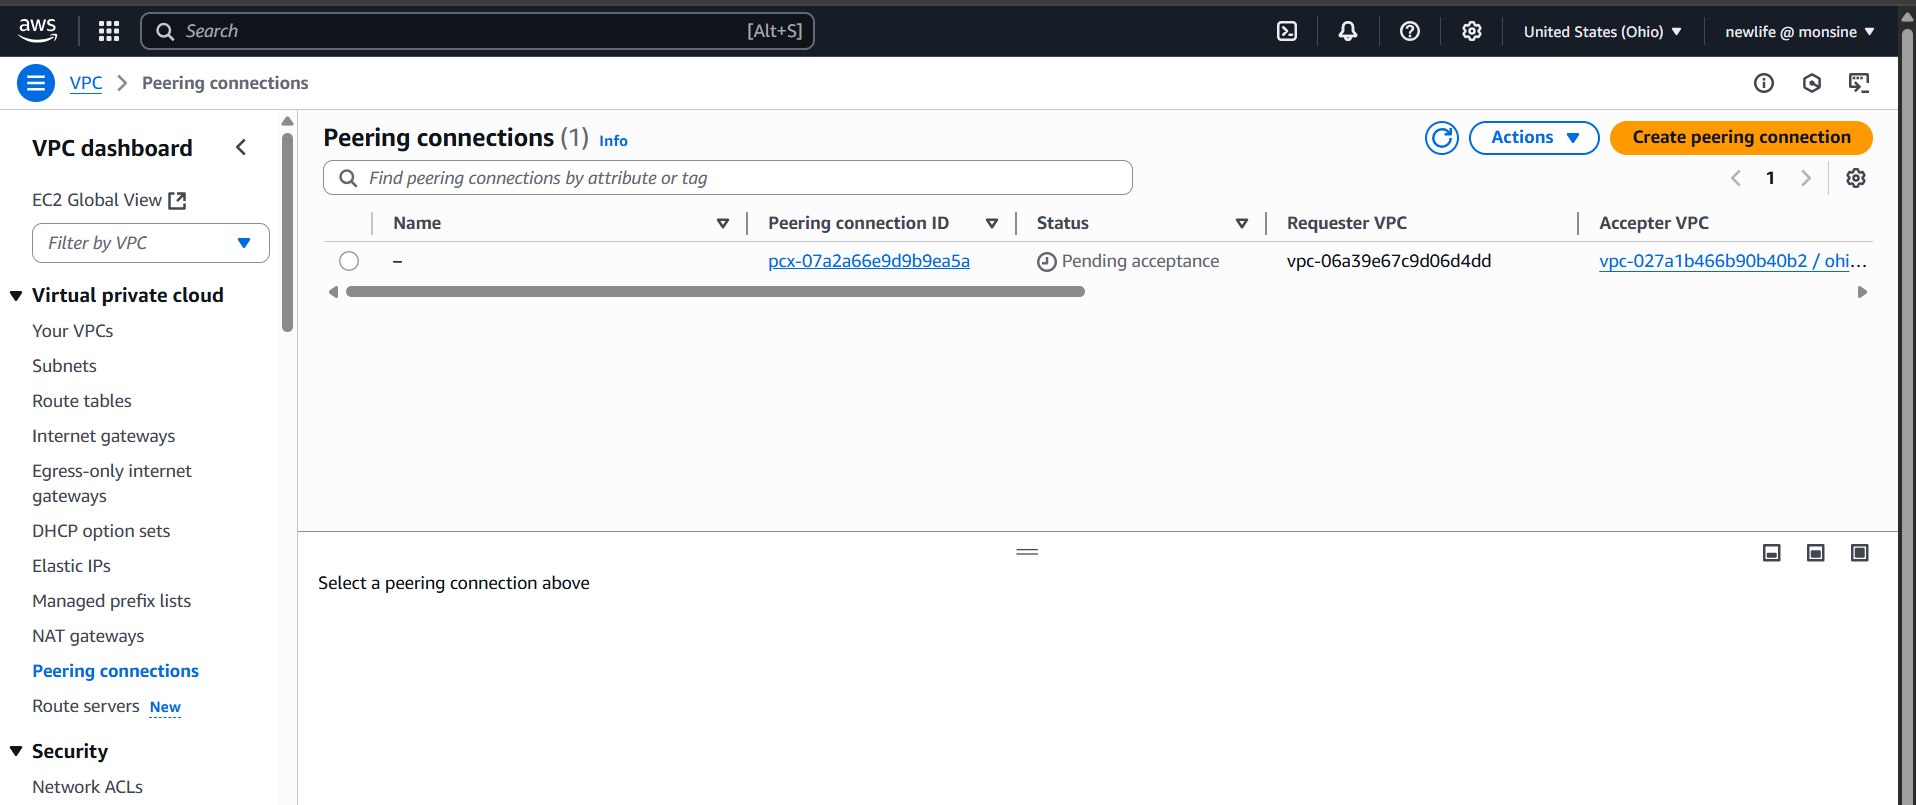 aws
Search [Alt+S]
United States (Ohio)
newlife @ monsine
VPC
Peering connections
VPC dashboard
EC2 Global View
Filter by VPC
Virtual private cloud
Your VPCs
Subnets
Route tables
Internet gateways
Egress-only internet
gateways
DHCP option sets
Elastic IPs
Managed prefix lists
NAT gateways
Peering connections
Route servers New
Security
Network ACLs
Peering connections (1) Info
Actions
Create peering connection
Find peering connections by attribute or tag
1
Name Peering connection ID Status Requester VPC Accepter VPC
– pcx-07a2a66e9d9b9ea5a Pending acceptance vpc-06a39e67c9d06d4dd vpc-027a1b466b90b40b2 / ohi...
Select a peering connection above